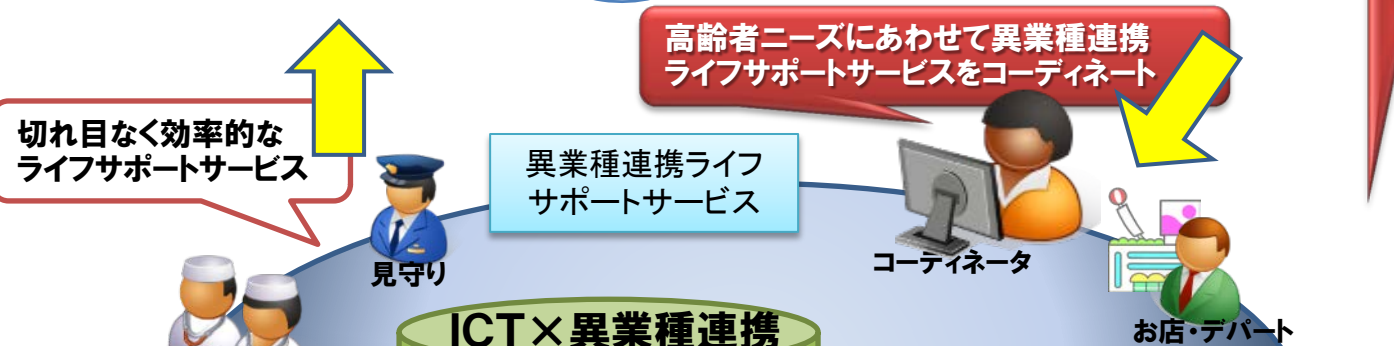 高齢者ニーズにあわせて異業種連携
ライフサポートサービスをコーディネート
切れ目なく効率的な
ライフサポートサービス
異業種連携ライフ
サポートサービス
見守り
コーディネータ
お店・デパート
ICT×異業種連携